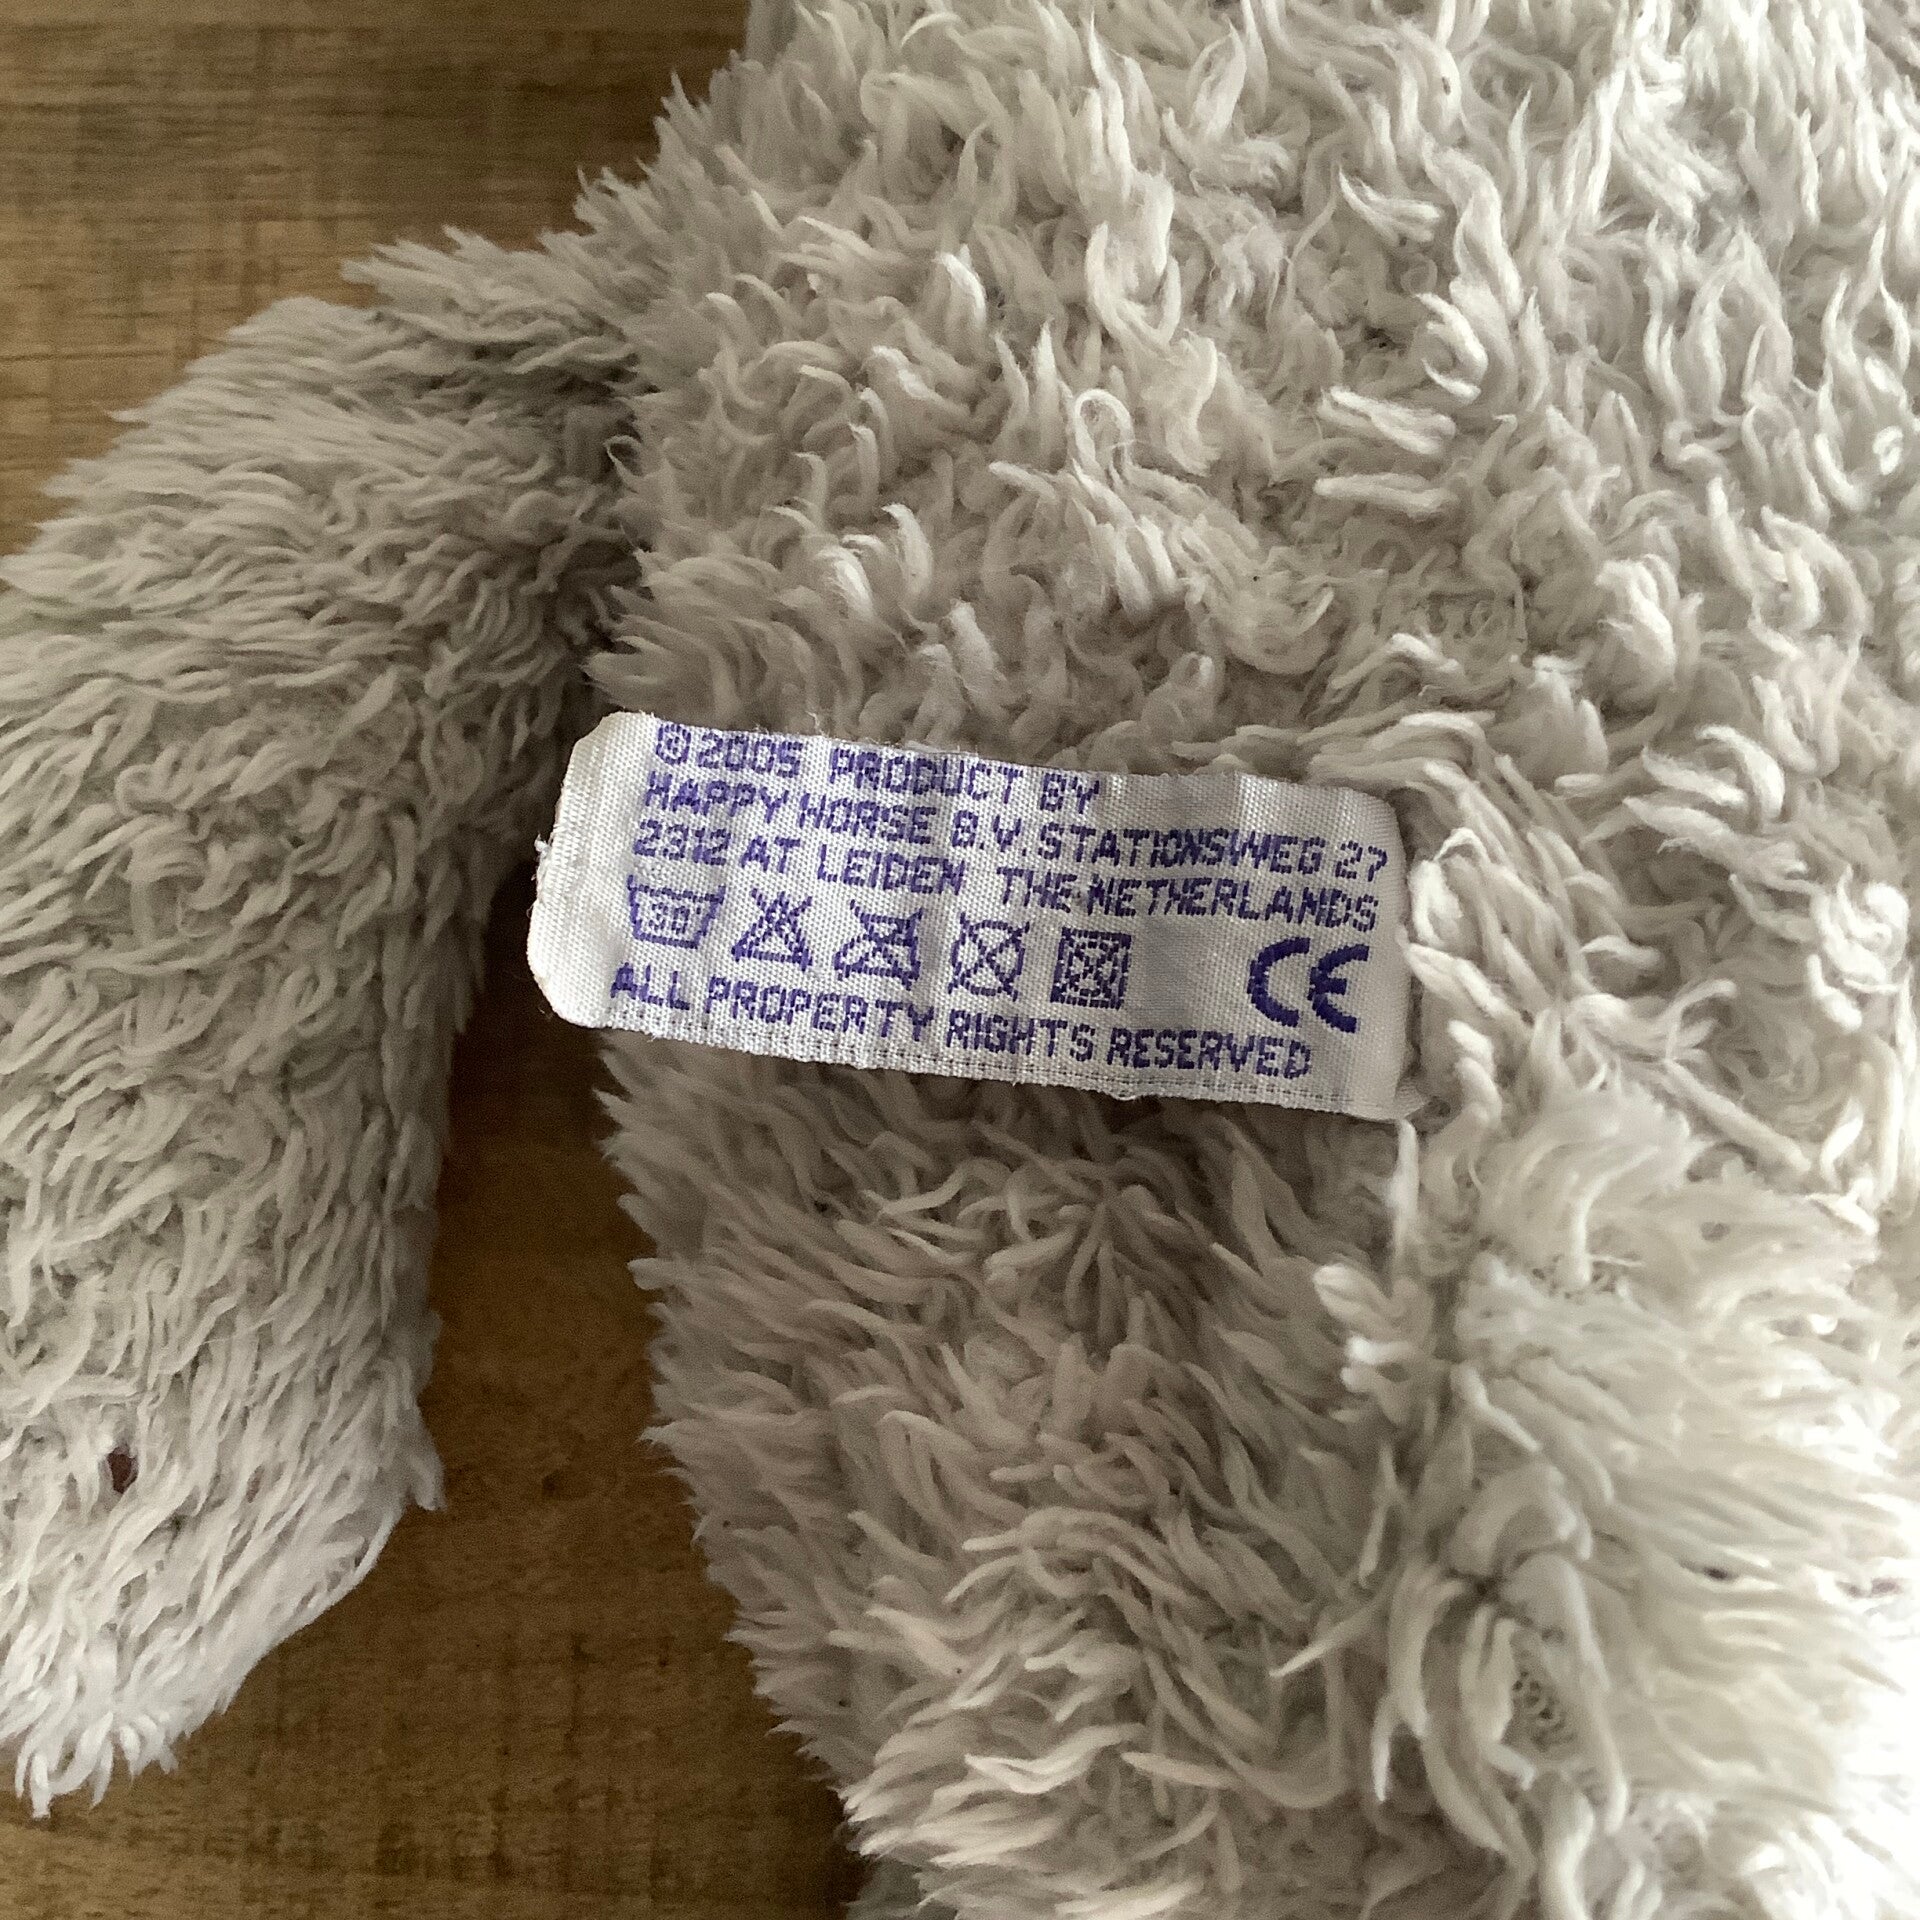 ©2005 PRODUCT BY
HAPPY HORSE B.V. STATIONSWEG 27
2312 AT LEIDEN THE NETHERLANDS
30°
CE
ALL PROPERTY RIGHTS RESERVED